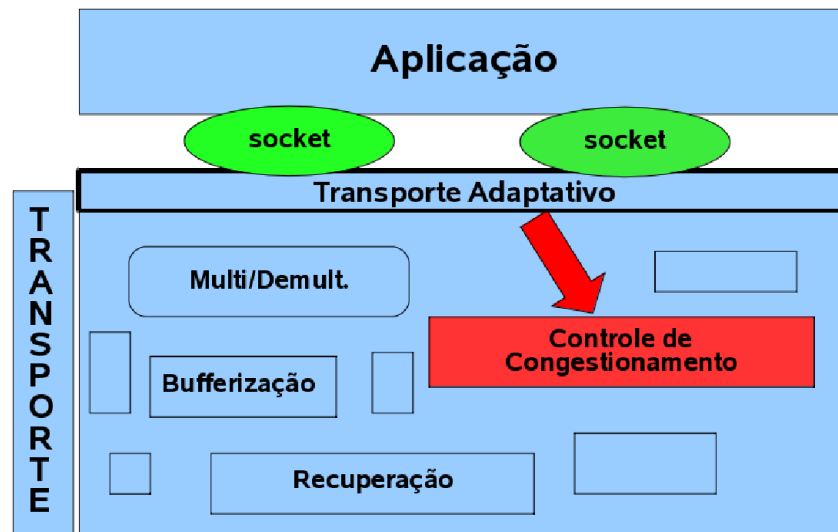 Aplicação
socket
socket
Transporte Adaptativo
TRANSPORTE
Multi/Demult.
Controle de
Congestionamento
Bufferização
Recuperação